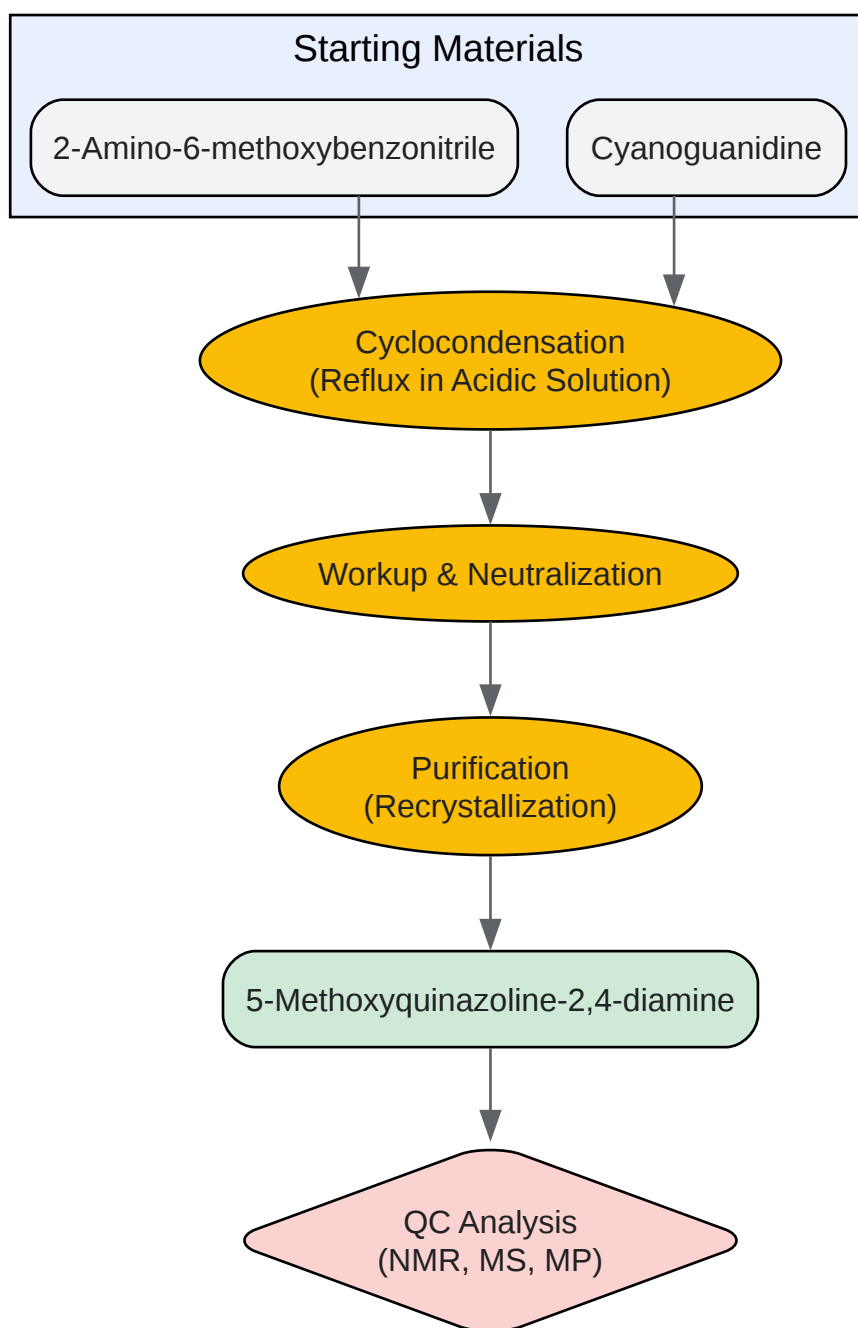 Starting Materials
2-Amino-6-methoxybenzonitrile
Cyanoguanidine
Cyclocondensation
(Reflux in Acidic Solution)
Workup & Neutralization
Purification
(Recrystallization)
5-Methoxyquinazoline-2,4-diamine
QC Analysis
(NMR, MS, MP)